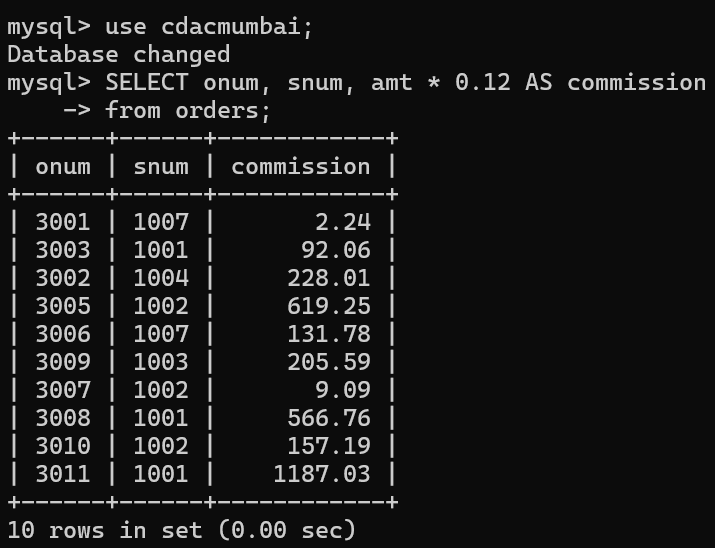 mysql> use cdacmumbai;
Database changed
mysql> SELECT onum, snum, amt * 0.12 AS commission
    -> from orders;
+------+------+------------+
| onum | snum | commission |
+------+------+------------+
| 3001 | 1007 |       2.24 |
| 3003 | 1001 |      92.06 |
| 3002 | 1004 |     228.01 |
| 3005 | 1002 |     619.25 |
| 3006 | 1007 |     131.78 |
| 3009 | 1003 |     205.59 |
| 3007 | 1002 |       9.09 |
| 3008 | 1001 |     566.76 |
| 3010 | 1002 |     157.19 |
| 3011 | 1001 |    1187.03 |
+------+------+------------+
10 rows in set (0.00 sec)